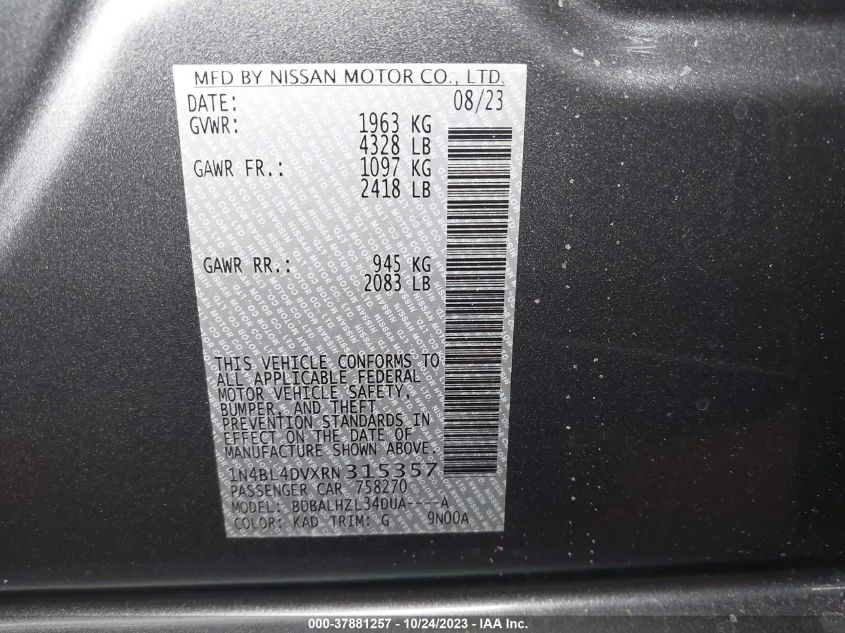 MFD BY NISSAN MOTOR CO., LTD.
DATE: 08/23
GVWR: 1963 KG
4328 LB
GAWR FR.: 1097 KG
2418 LB
GAWR RR.: 945 KG
2083 LB
THIS VEHICLE CONFORMS TO
ALL APPLICABLE FEDERAL
MOTOR VEHICLE SAFETY,
BUMPER, AND THEFT
PREVENTION STANDARDS IN
EFFECT ON THE DATE OF
MANUFACTURE SHOWN ABOVE.
1N4BL4DVXRN315357
PASSENGER CAR 758270
MODEL: BDBALHZL34DUA----A
COLOR: KAD TRIM: G 9N00A
000-37881257 - 10/24/2023 - IAA Inc.